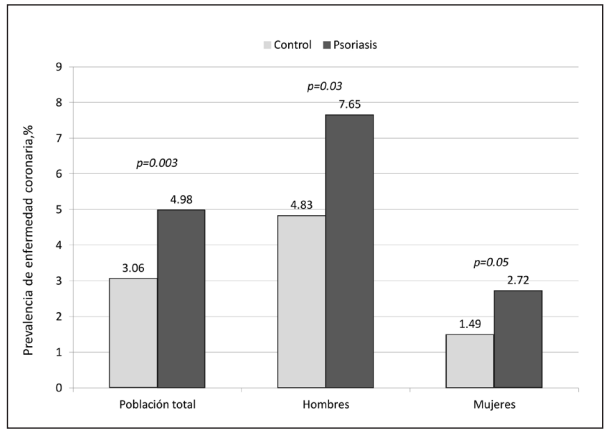 Control Psoriasis
Prevalencia de enfermedad coronaria,%
9
8
7
6
5
4
3
2
1
0
p=0.003
3.06
4.98
p=0.03
4.83
7.65
p=0.05
1.49
2.72
Población total
Hombres
Mujeres